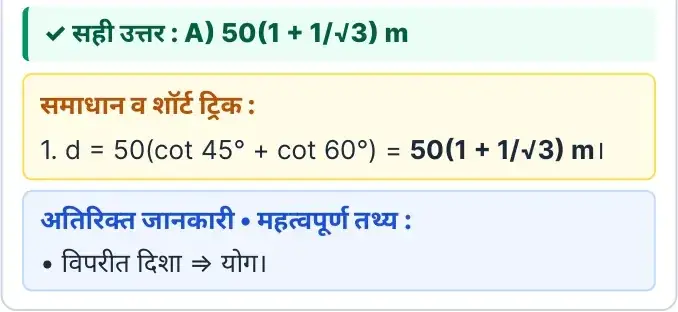 ✓ सही उत्तर : A) 50(1 + 1/√3) m
समाधान व शॉर्ट ट्रिक :
1. d = 50(cot 45° + cot 60°) = 50(1 + 1/√3) m।
अतिरिक्त जानकारी • महत्वपूर्ण तथ्य :
• विपरीत दिशा ⇒ योग।